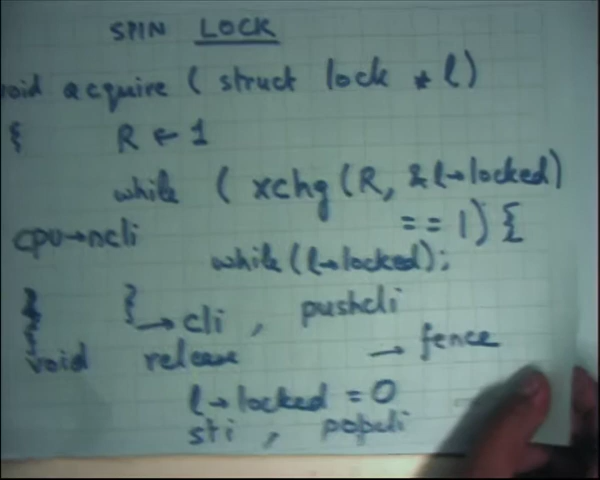 SPIN LOCK
void acquire ( struct lock * l )
{ R ← 1
while ( xchg ( R, &l→locked )
== 1 ) {
cpu→ncli
while ( l→locked ) ;
} } → cli , pushcli
void release → fence
l→locked = 0
sti , popcli